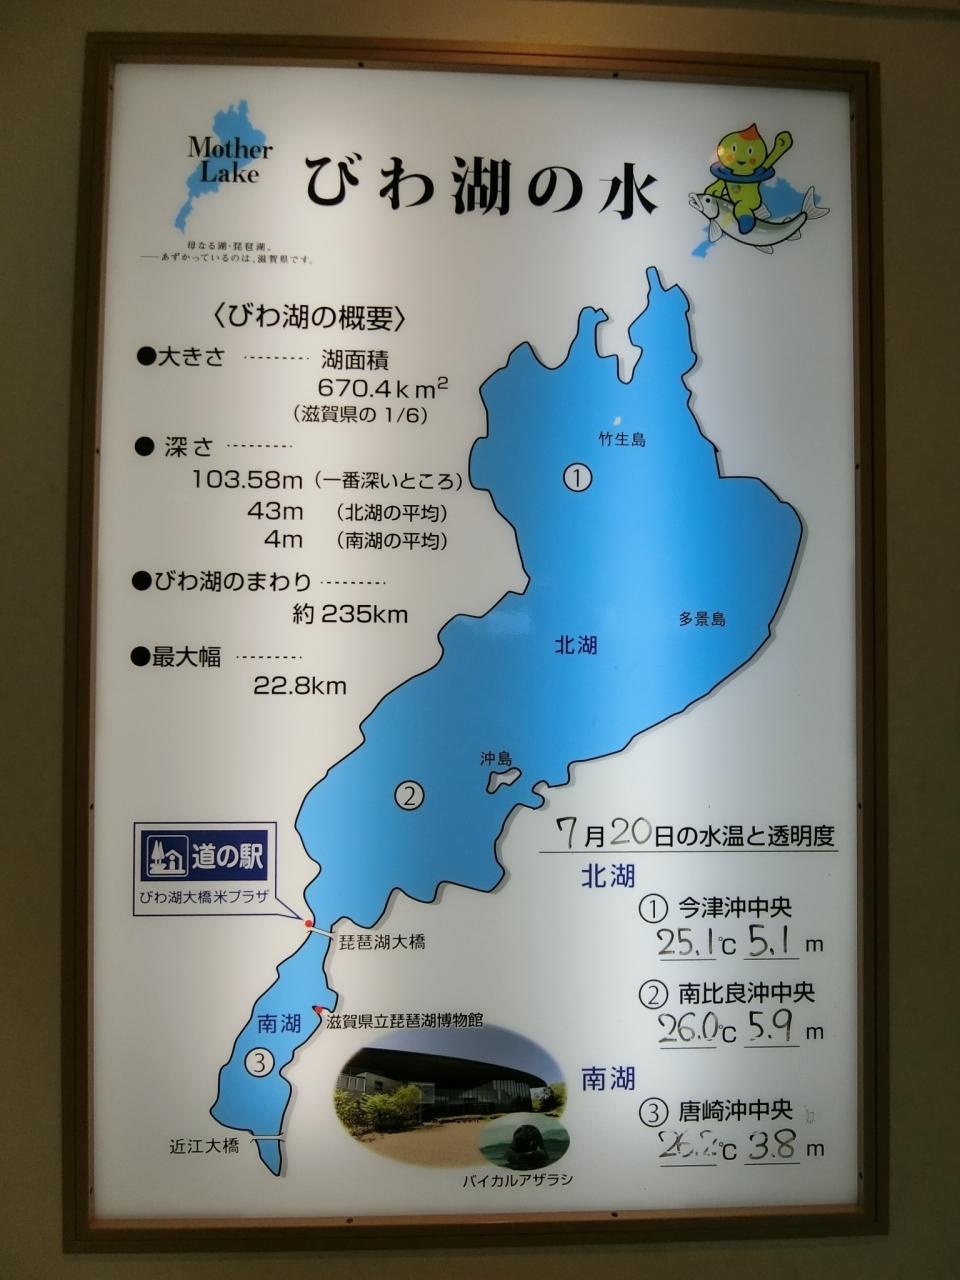 Mother
Lake
びわ湖の水
母なる湖・琵琶湖。
――あずかっているのは、滋賀県です。
〈びわ湖の概要〉
●大きさ ‥‥‥‥ 湖面積
670.4km²
（滋賀県の1/6）
●深さ ‥‥‥‥
103.58m（一番深いところ）
43m （北湖の平均）
4m （南湖の平均）
●びわ湖のまわり ‥‥‥‥
約235km
●最大幅 ‥‥‥‥
22.8km
竹生島
①
多景島
北湖
沖島
②
道の駅
びわ湖大橋米プラザ
琵琶湖大橋
南湖
滋賀県立琵琶湖博物館
③
近江大橋
バイカルアザラシ
7月20日の水温と透明度
北湖
① 今津沖中央
25.1℃ 5.1 m
② 南比良沖中央
26.0℃ 5.9 m
南湖
③ 唐崎沖中央
26.2℃ 3.8 m